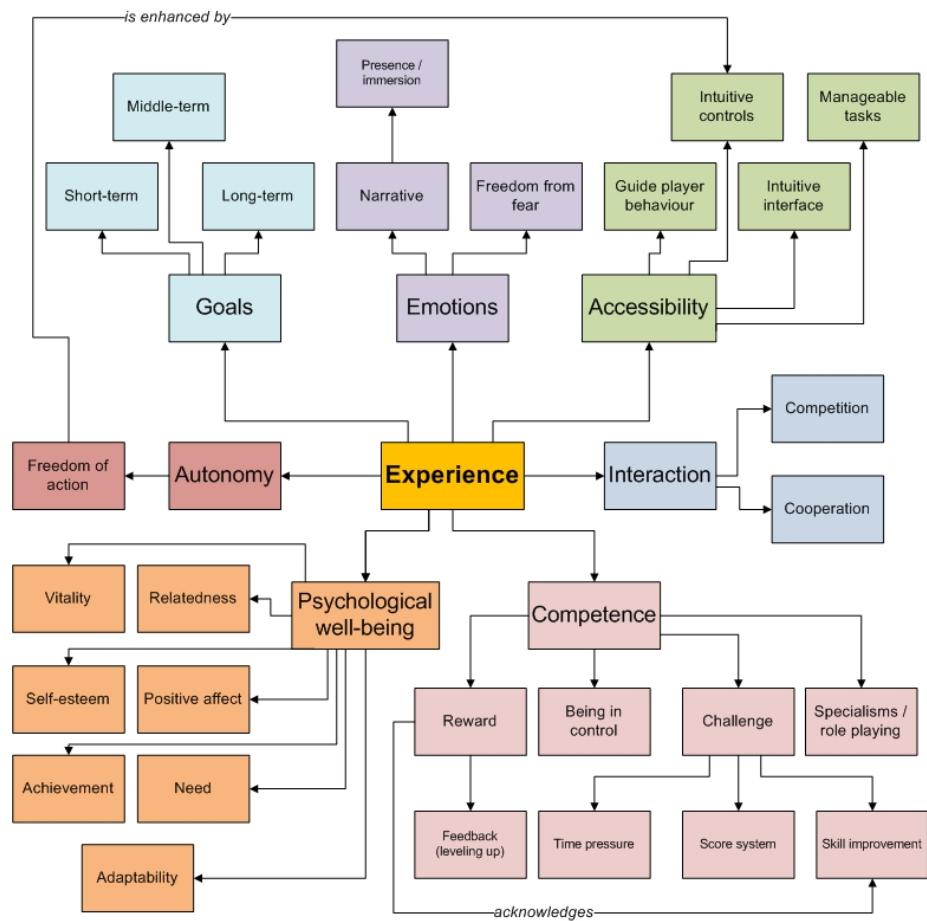 is enhanced by
Presence /
immersion
Middle-term
Intuitive
controls
Manageable
tasks
Short-term
Long-term
Narrative
Freedom from
fear
Guide player
behaviour
Intuitive
interface
Goals
Emotions
Accessibility
Competition
Freedom of
action
Autonomy
Experience
Interaction
Cooperation
Vitality
Relatedness
Psychological
well-being
Competence
Self-esteem
Positive affect
Reward
Being in
control
Challenge
Specialisms /
role playing
Achievement
Need
Feedback
(leveling up)
Time pressure
Score system
Skill improvement
Adaptability
acknowledges